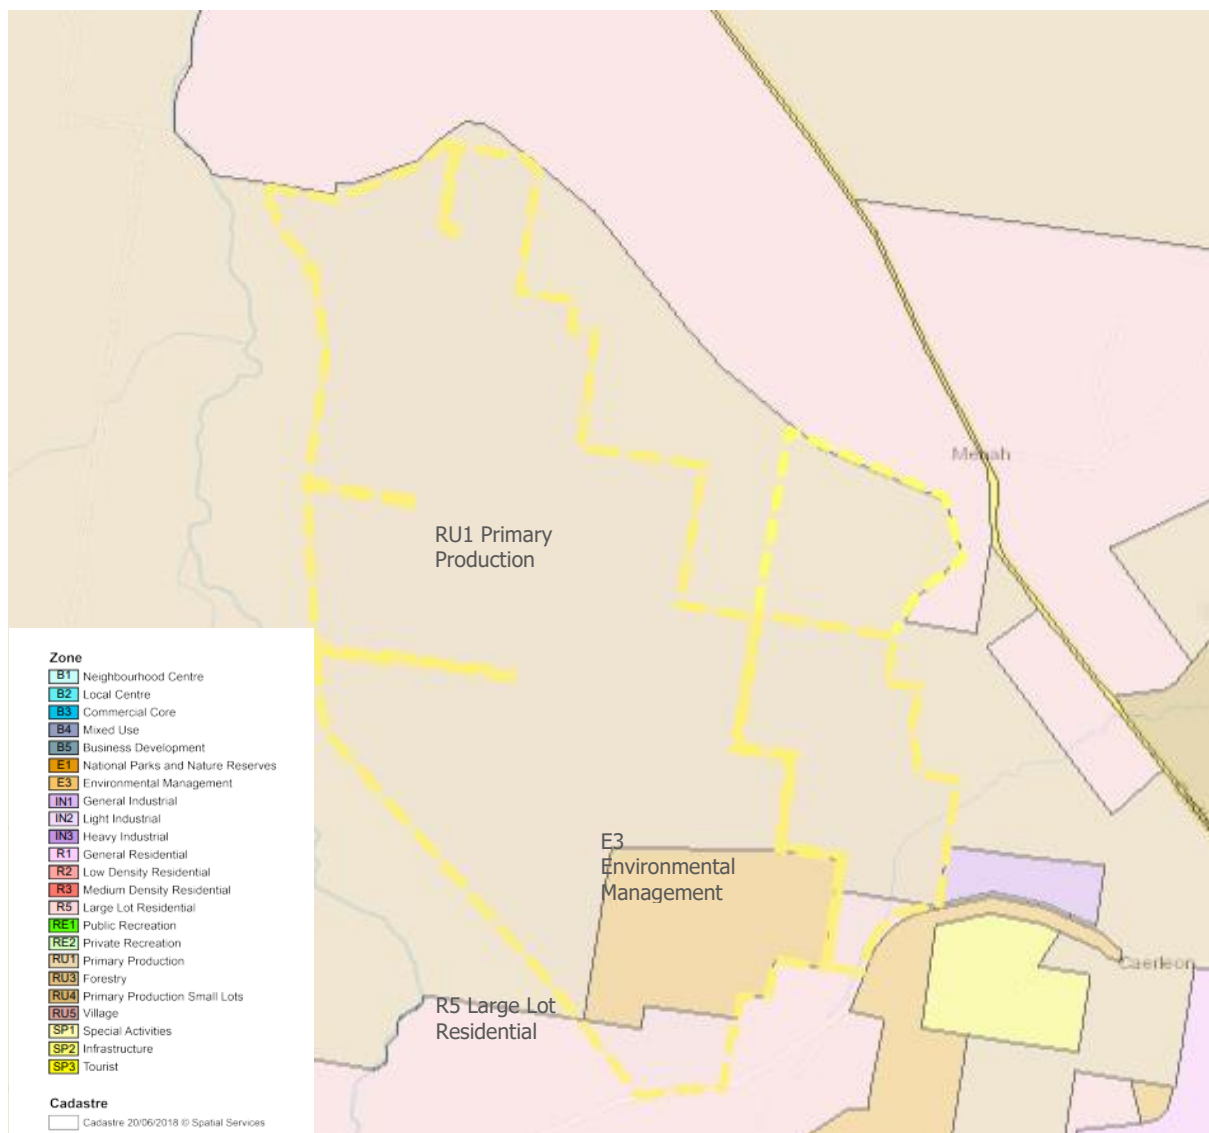 Menah
RU1 Primary
Production
E3
Environmental
Management
Caerleon
R5 Large Lot
Residential
Zone
B1 Neighbourhood Centre
B2 Local Centre
B3 Commercial Core
B4 Mixed Use
B5 Business Development
E1 National Parks and Nature Reserves
E3 Environmental Management
IN1 General Industrial
IN2 Light Industrial
IN3 Heavy Industrial
R1 General Residential
R2 Low Density Residential
R3 Medium Density Residential
R5 Large Lot Residential
RE1 Public Recreation
RE2 Private Recreation
RU1 Primary Production
RU3 Forestry
RU4 Primary Production Small Lots
RU5 Village
SP1 Special Activities
SP2 Infrastructure
SP3 Tourist
Cadastre
Cadastre 20/06/2018 © Spatial Services